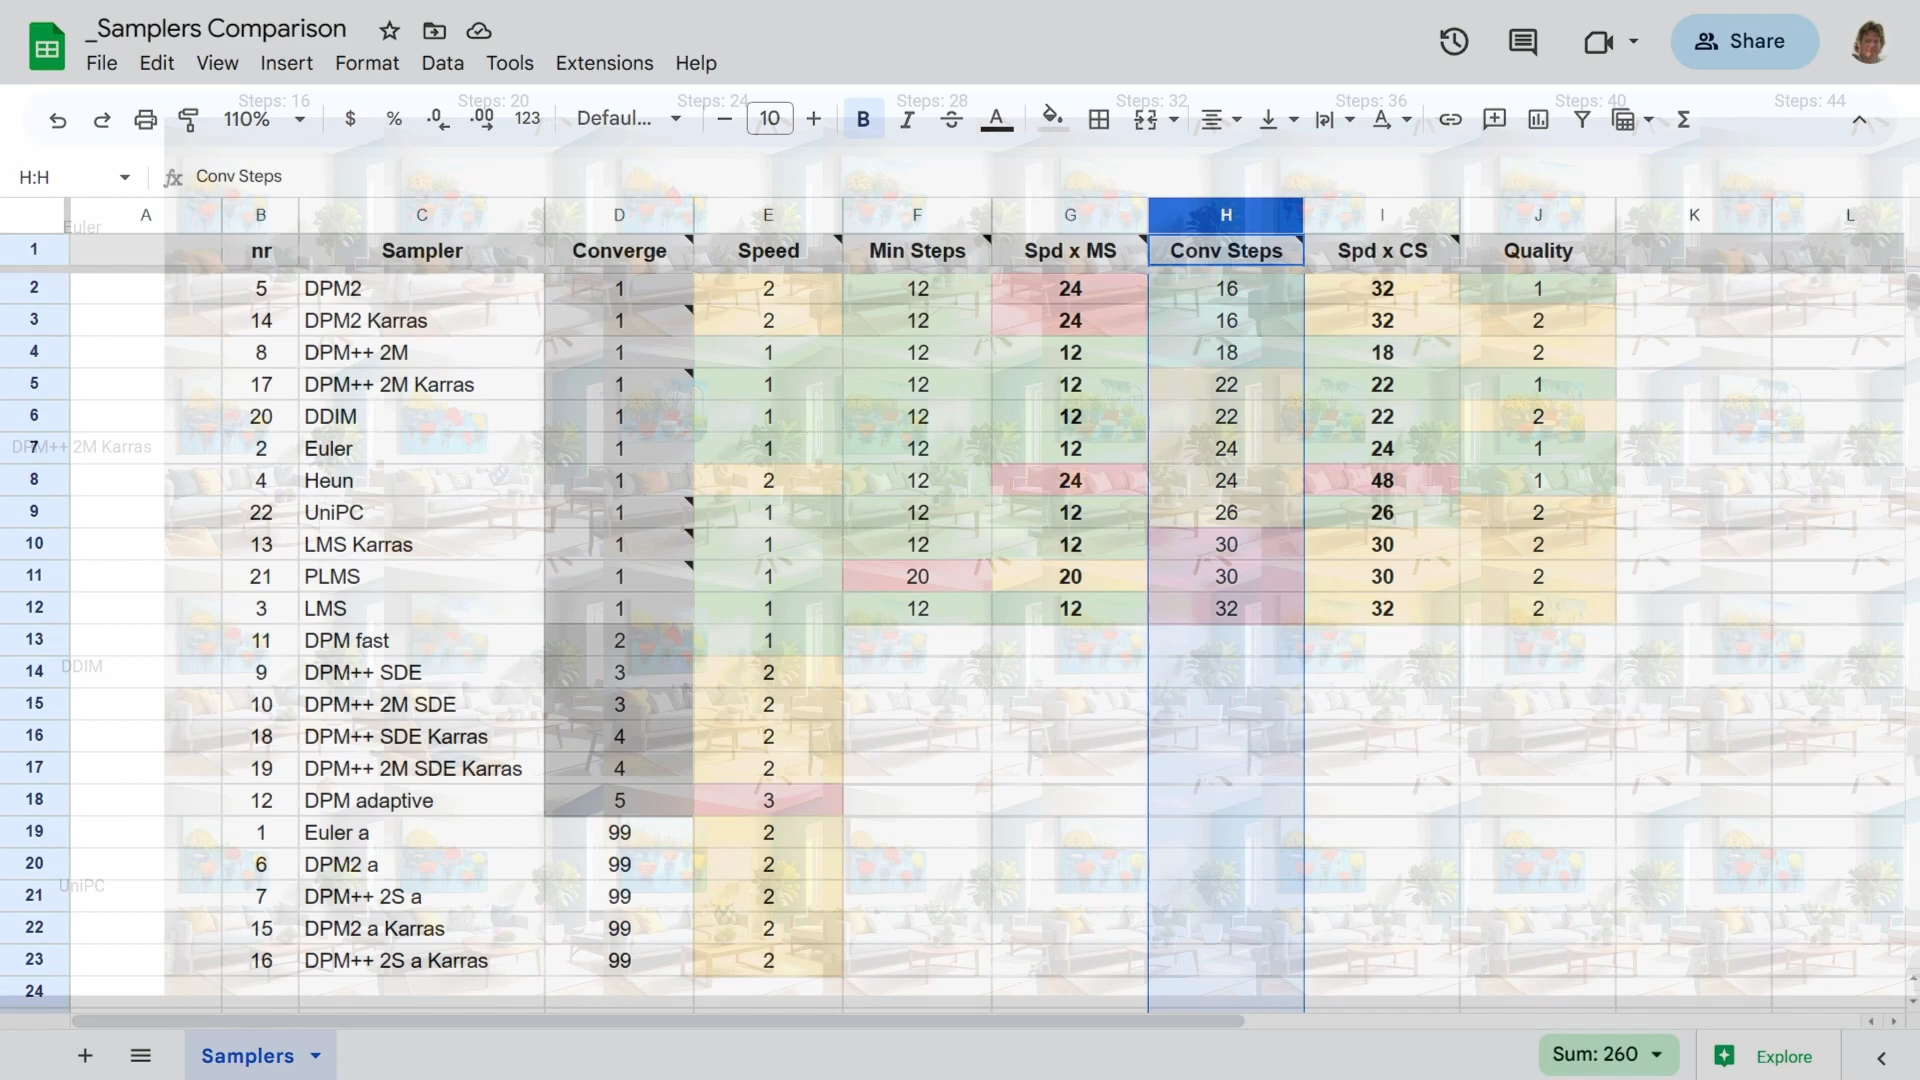 _Samplers Comparison
File Edit View Insert Format Data Tools Extensions Help
Share
Steps: 16 Steps: 20 Steps: 24 Steps: 28 Steps: 32 Steps: 36 Steps: 40 Steps: 44
110% $ % .0 .00 123 Defaul... 10 B I S A A Σ
H:H fx Conv Steps
A B C D E F G H I J K L
Euler
1 nr Sampler Converge Speed Min Steps Spd x MS Conv Steps Spd x CS Quality
2 5 DPM2 1 2 12 24 16 32 1
3 14 DPM2 Karras 1 2 12 24 16 32 2
4 8 DPM++ 2M 1 1 12 12 18 18 2
5 17 DPM++ 2M Karras 1 1 12 12 22 22 1
6 20 DDIM 1 1 12 12 22 22 2
DPM++ 2M Karras
7 2 Euler 1 1 12 12 24 24 1
8 4 Heun 1 2 12 24 24 48 1
9 22 UniPC 1 1 12 12 26 26 2
10 13 LMS Karras 1 1 12 12 30 30 2
11 21 PLMS 1 1 20 20 30 30 2
12 3 LMS 1 1 12 12 32 32 2
13 11 DPM fast 2 1
DDIM
14 9 DPM++ SDE 3 2
15 10 DPM++ 2M SDE 3 2
16 18 DPM++ SDE Karras 4 2
17 19 DPM++ 2M SDE Karras 4 2
18 12 DPM adaptive 5 3
19 1 Euler a 99 2
20 6 DPM2 a 99 2
UniPC
21 7 DPM++ 2S a 99 2
22 15 DPM2 a Karras 99 2
23 16 DPM++ 2S a Karras 99 2
24
Samplers Sum: 260 Explore